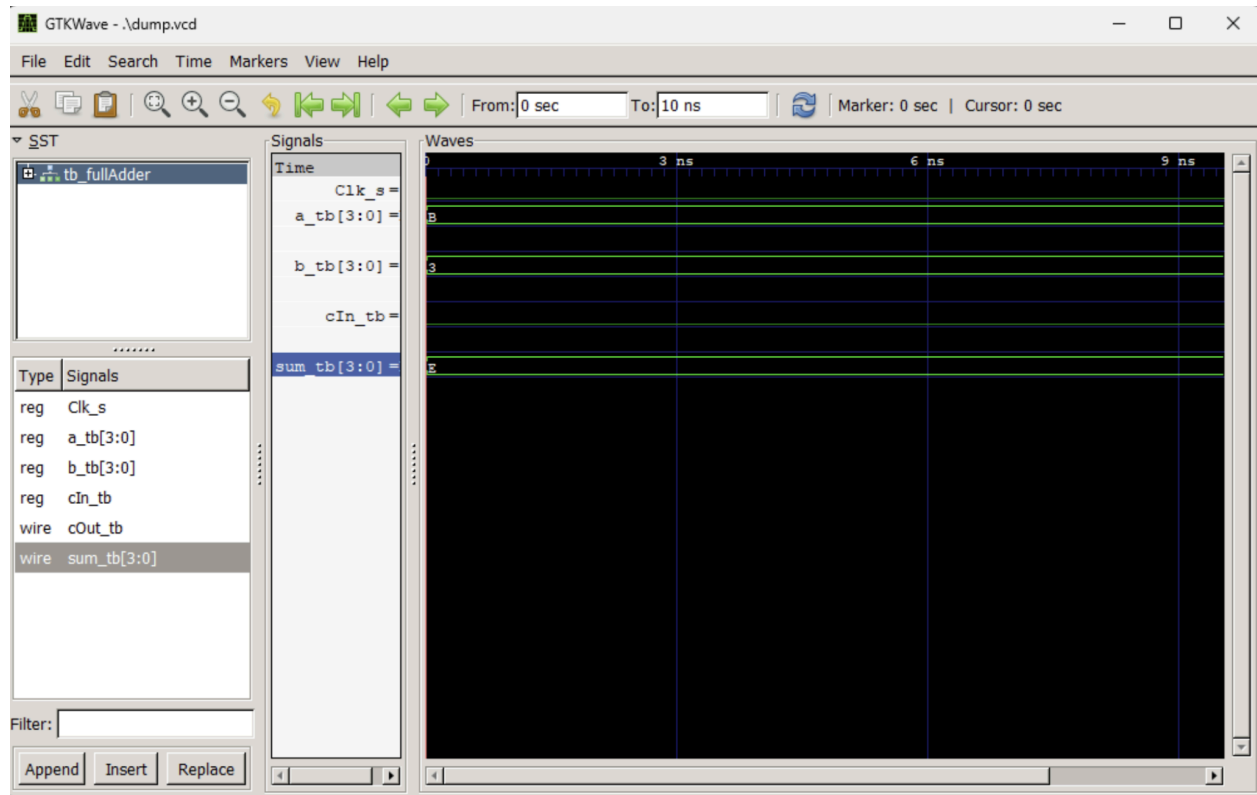 GTKWave - .\dump.vcd
File Edit Search Time Markers View Help
From: 0 sec To: 10 ns Marker: 0 sec | Cursor: 0 sec
SST
tb_fullAdder
Type Signals
reg Clk_s
reg a_tb[3:0]
reg b_tb[3:0]
reg cIn_tb
wire cOut_tb
wire sum_tb[3:0]
Filter:
Append Insert Replace
Signals
Time
Clk_s=
a_tb[3:0] =
b_tb[3:0] =
cIn_tb=
sum_tb[3:0] =
Waves
0 3 ns 6 ns 9 ns
B
3
E